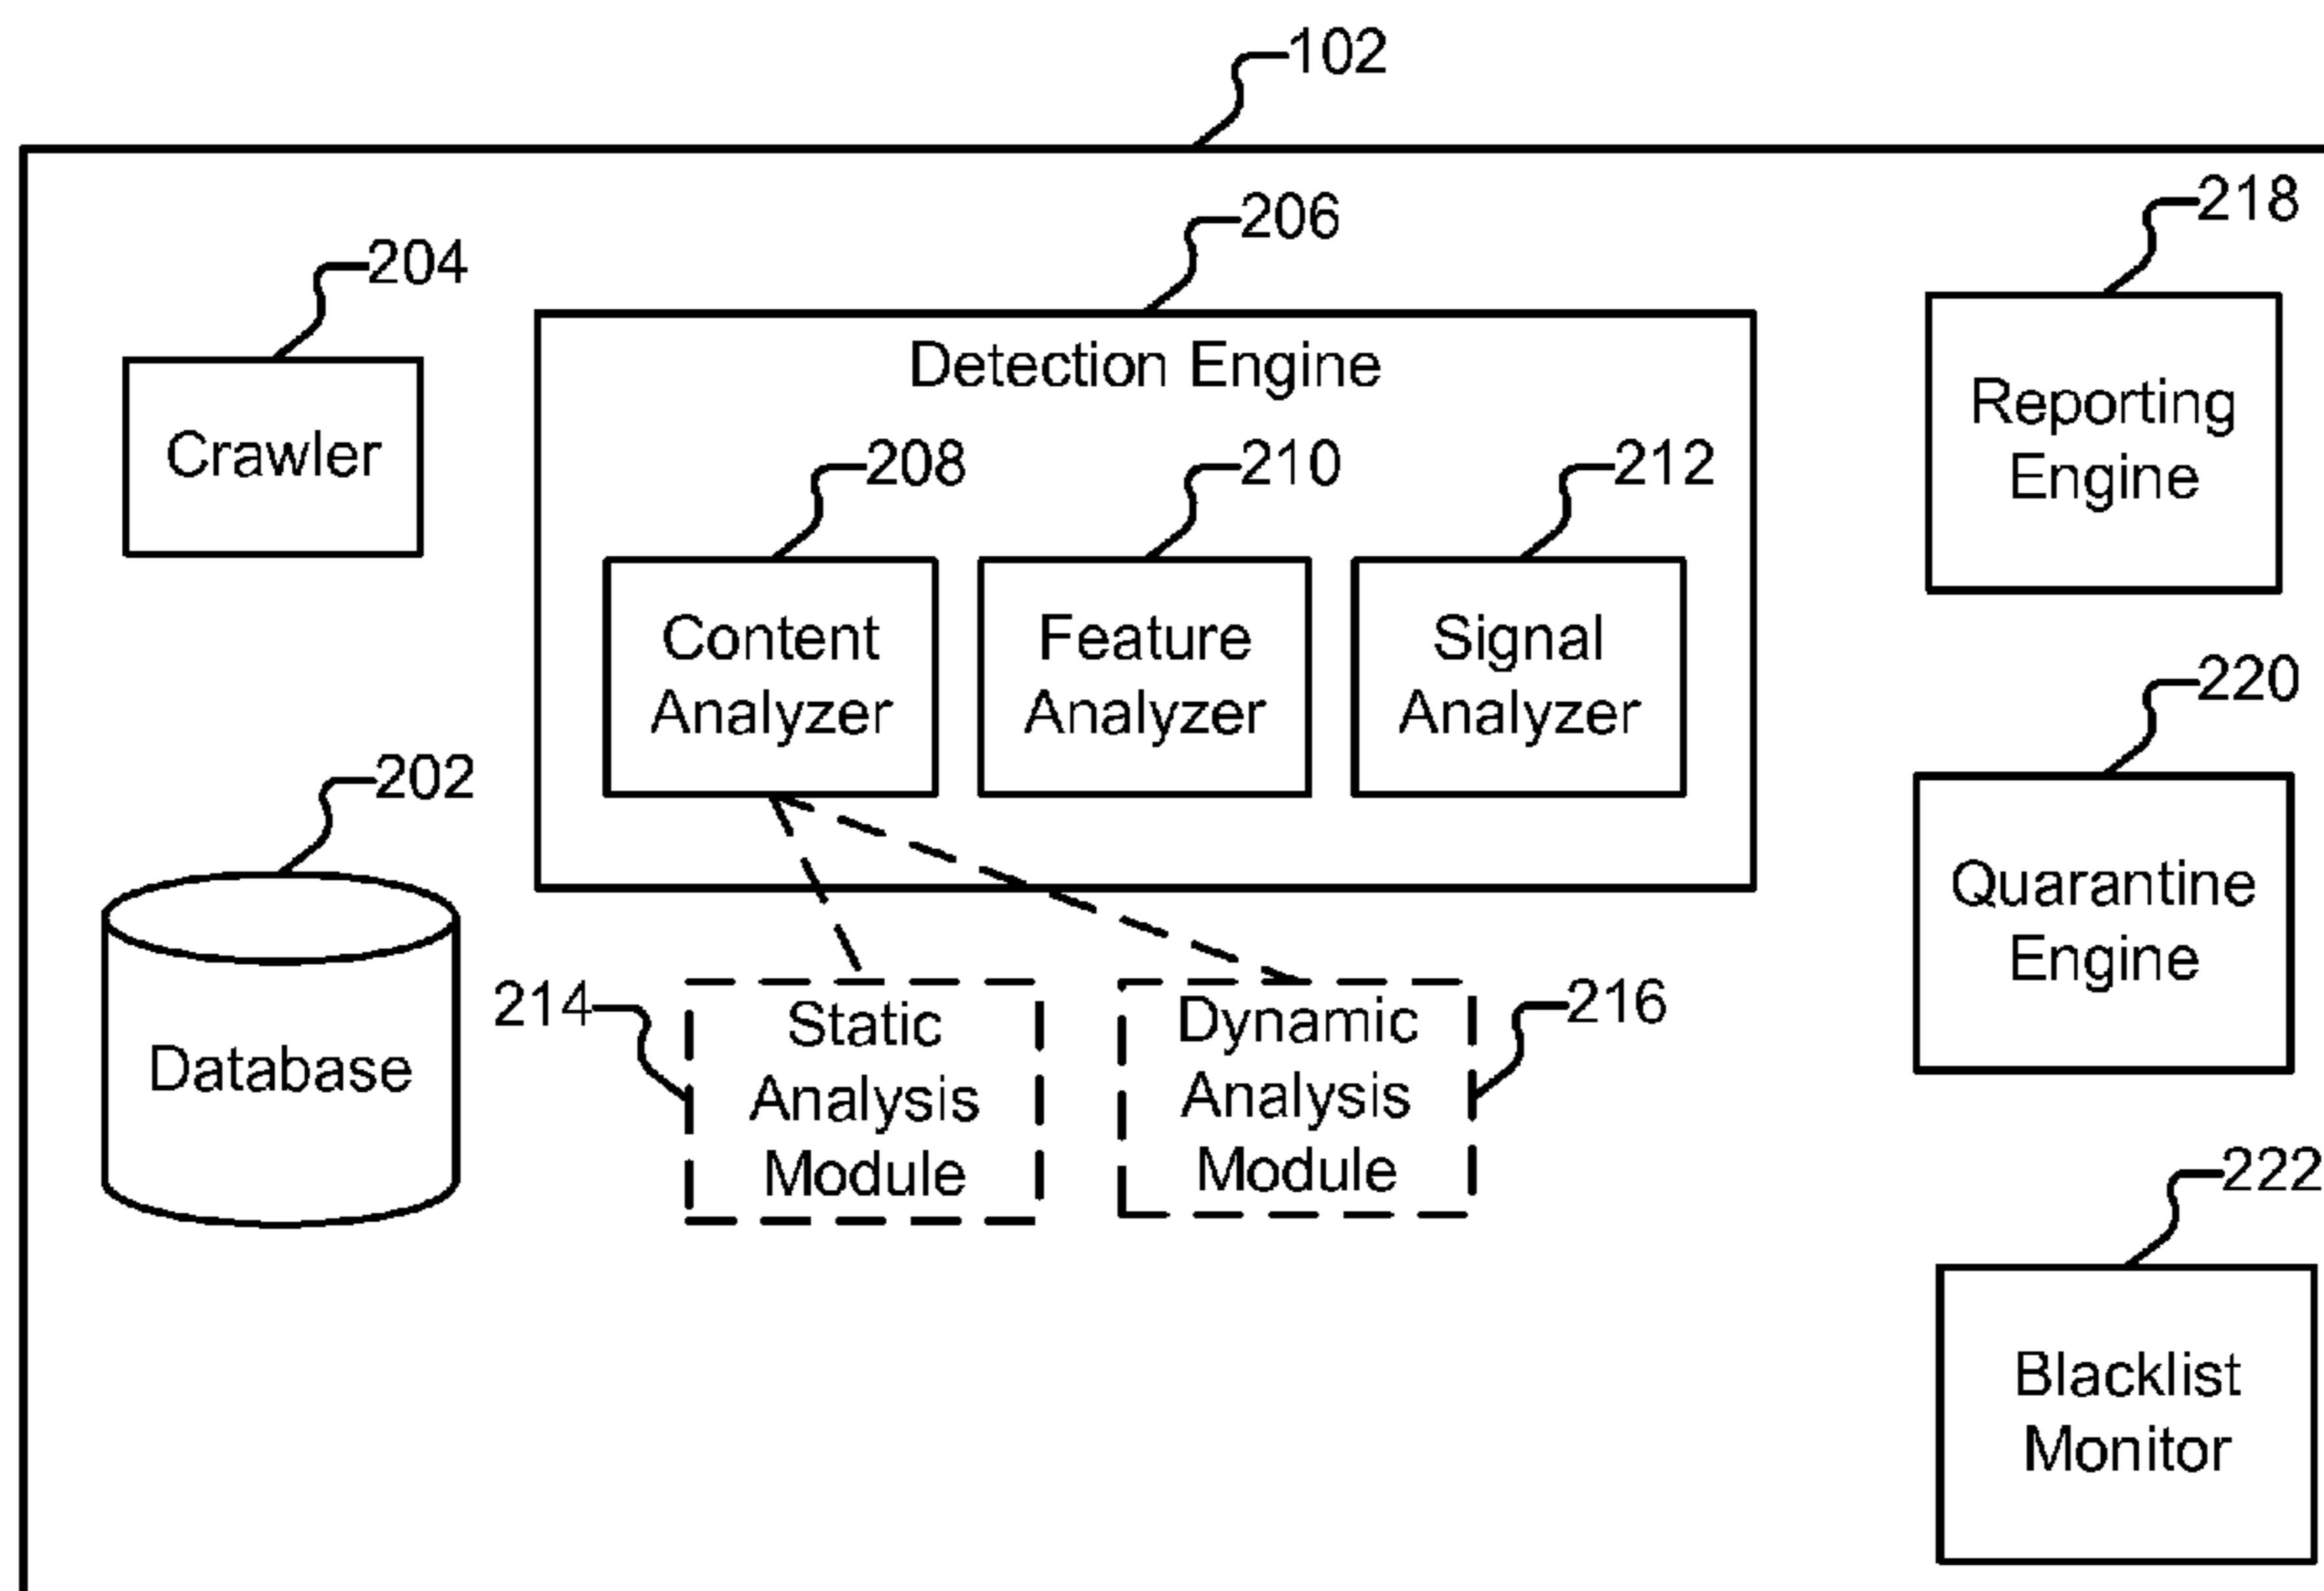 102
206
218
204
Detection Engine
Reporting
Engine
Crawler
208
210
212
Content
Analyzer
Feature
Analyzer
Signal
Analyzer
220
202
Quarantine
Engine
214
Static
Analysis
Module
Dynamic
Analysis
Module
216
Database
222
Blacklist
Monitor